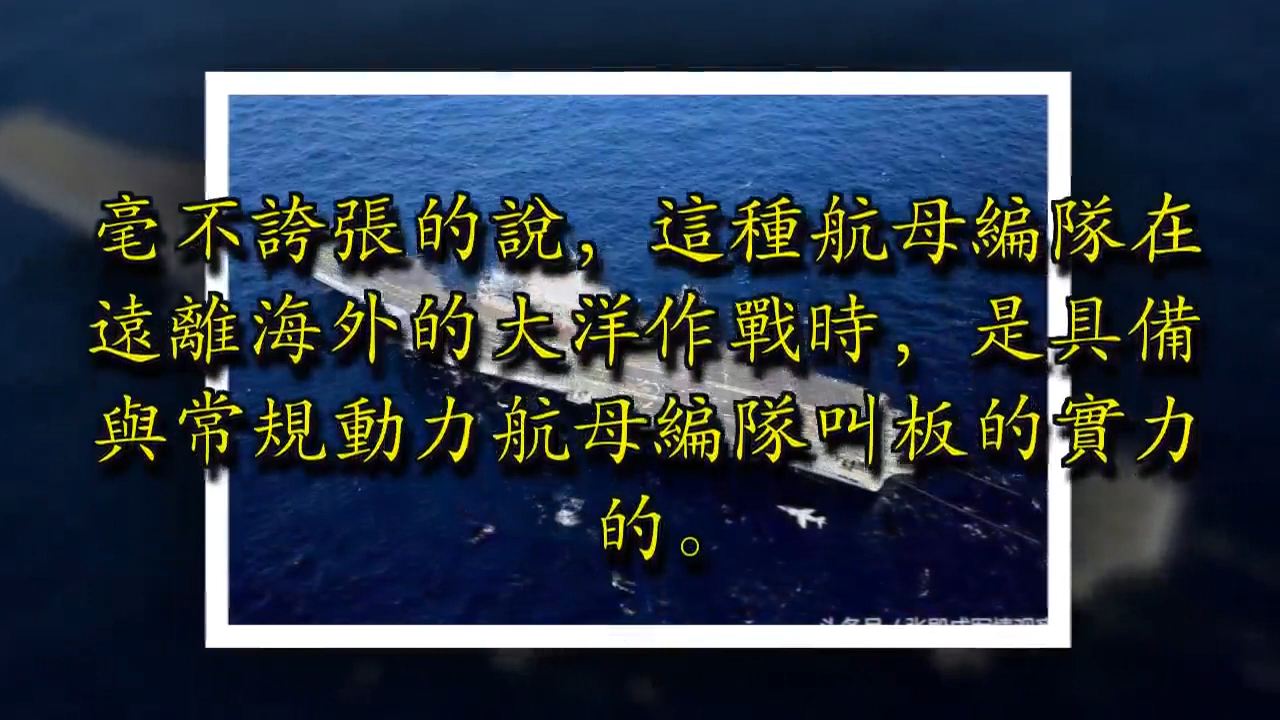 毫不誇張的說，這種航母編隊在
遠離海外的大洋作戰時，是具備
與常規動力航母編隊叫板的實力
的。